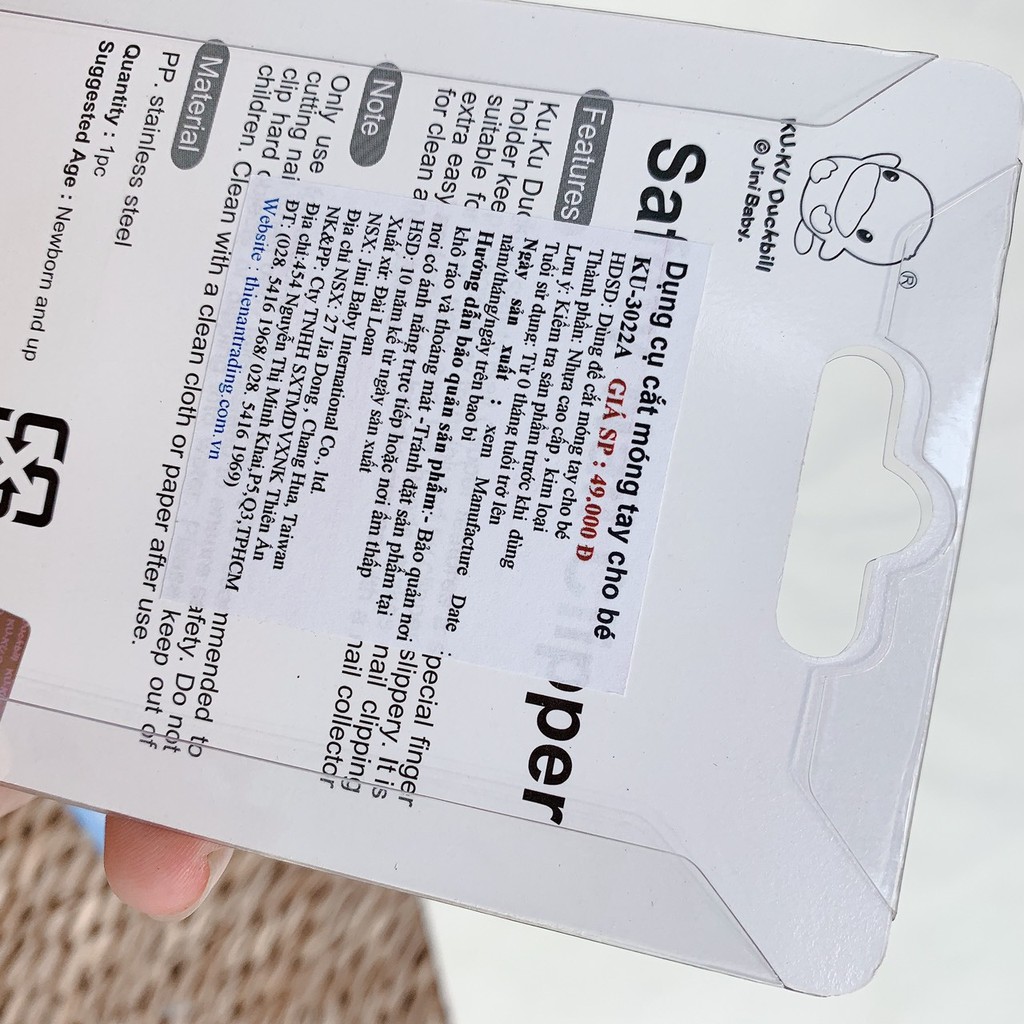 KU.KU Duckbill
©Jini Baby.
®
per
Features
Ku.Ku
holder
suitable
extra easy
for clean
pecial finger
slippery. It is
nail clipping
nail collector
Note
Only use
cutting
clip hard
children. Clean with a clean cloth or paper after use.
mmended to
afety. Do not
keep out of
Material
PP . stainless steel
Quantity : 1pc
Suggested Age : Newborn and up
Dụng cụ cắt móng tay cho bé
KU-3022A GIÁ SP : 49.000 Đ
HDSD: Dùng để cắt móng tay cho bé
Thành phần: Nhựa cao cấp , kim loại
Lưu ý: Kiểm tra sản phẩm trước khi dùng
Tuổi sử dụng: Từ 0 tháng tuổi trở lên
Ngày sản xuất : xem Manufacture Date :
năm/tháng/ngày trên bao bì
Hướng dẫn bảo quản sản phẩm:- Bảo quản nơi
khô ráo và thoáng mát -Tránh đặt sản phẩm tại
nơi có ánh nắng trực tiếp hoặc nơi ẩm thấp
HSD: 10 năm kể từ ngày sản xuất
Xuất xứ: Đài Loan
NSX: Jini Baby International Co., ltd.
Địa chỉ NSX: 27 Jia Dong , Chang Hua, Taiwan
NK&PP: Cty TNHH SXTMDVXNK Thiên Ân
Địa chỉ:454 Nguyễn Thị Minh Khai,P5,Q3,TPHCM
ĐT: (028. 5416 1968/ 028. 5416 1969)
Website : thienantrading.com.vn